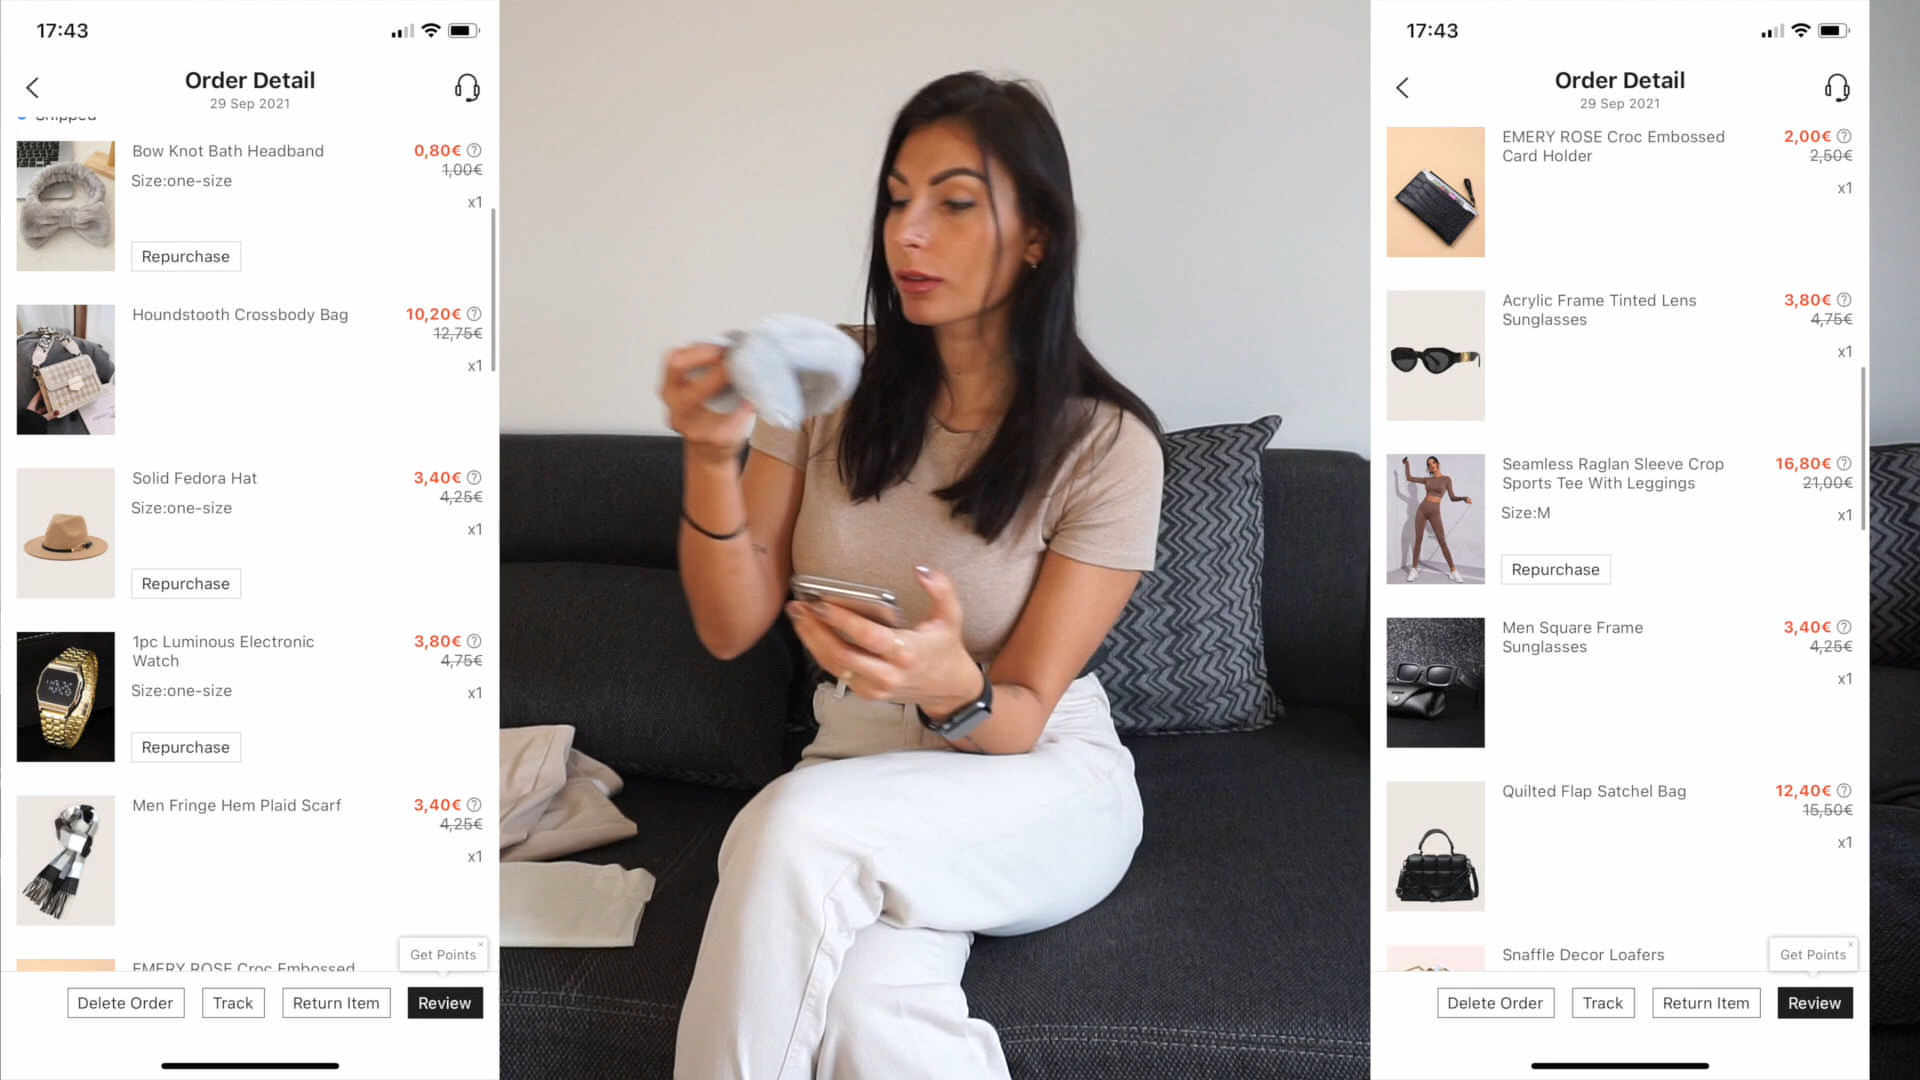 17:43
Order Detail
29 Sep 2021
Shipped
Bow Knot Bath Headband
0,80€
1,00€
Size:one-size
x1
Repurchase
Houndstooth Crossbody Bag
10,20€
12,75€
x1
Solid Fedora Hat
3,40€
4,25€
Size:one-size
x1
Repurchase
1pc Luminous Electronic
Watch
3,80€
4,75€
Size:one-size
x1
Repurchase
Men Fringe Hem Plaid Scarf
3,40€
4,25€
x1
EMERY ROSE Croc Embossed
Get Points
Delete Order
Track
Return Item
Review
17:43
Order Detail
29 Sep 2021
EMERY ROSE Croc Embossed
Card Holder
2,00€
2,50€
x1
Acrylic Frame Tinted Lens
Sunglasses
3,80€
4,75€
x1
Seamless Raglan Sleeve Crop
Sports Tee With Leggings
16,80€
21,00€
Size:M
x1
Repurchase
Men Square Frame
Sunglasses
3,40€
4,25€
x1
Quilted Flap Satchel Bag
12,40€
15,50€
x1
Snaffle Decor Loafers
Get Points
Delete Order
Track
Return Item
Review